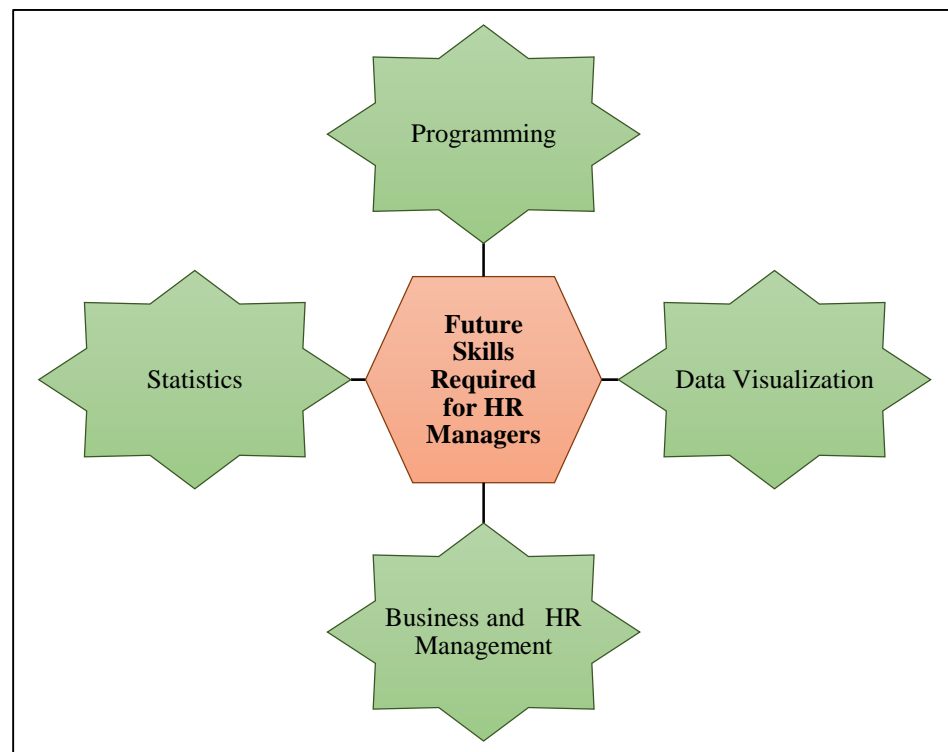 Programming
Statistics
Future
Skills
Required
for HR
Managers
Data Visualization
Business and   HR
Management